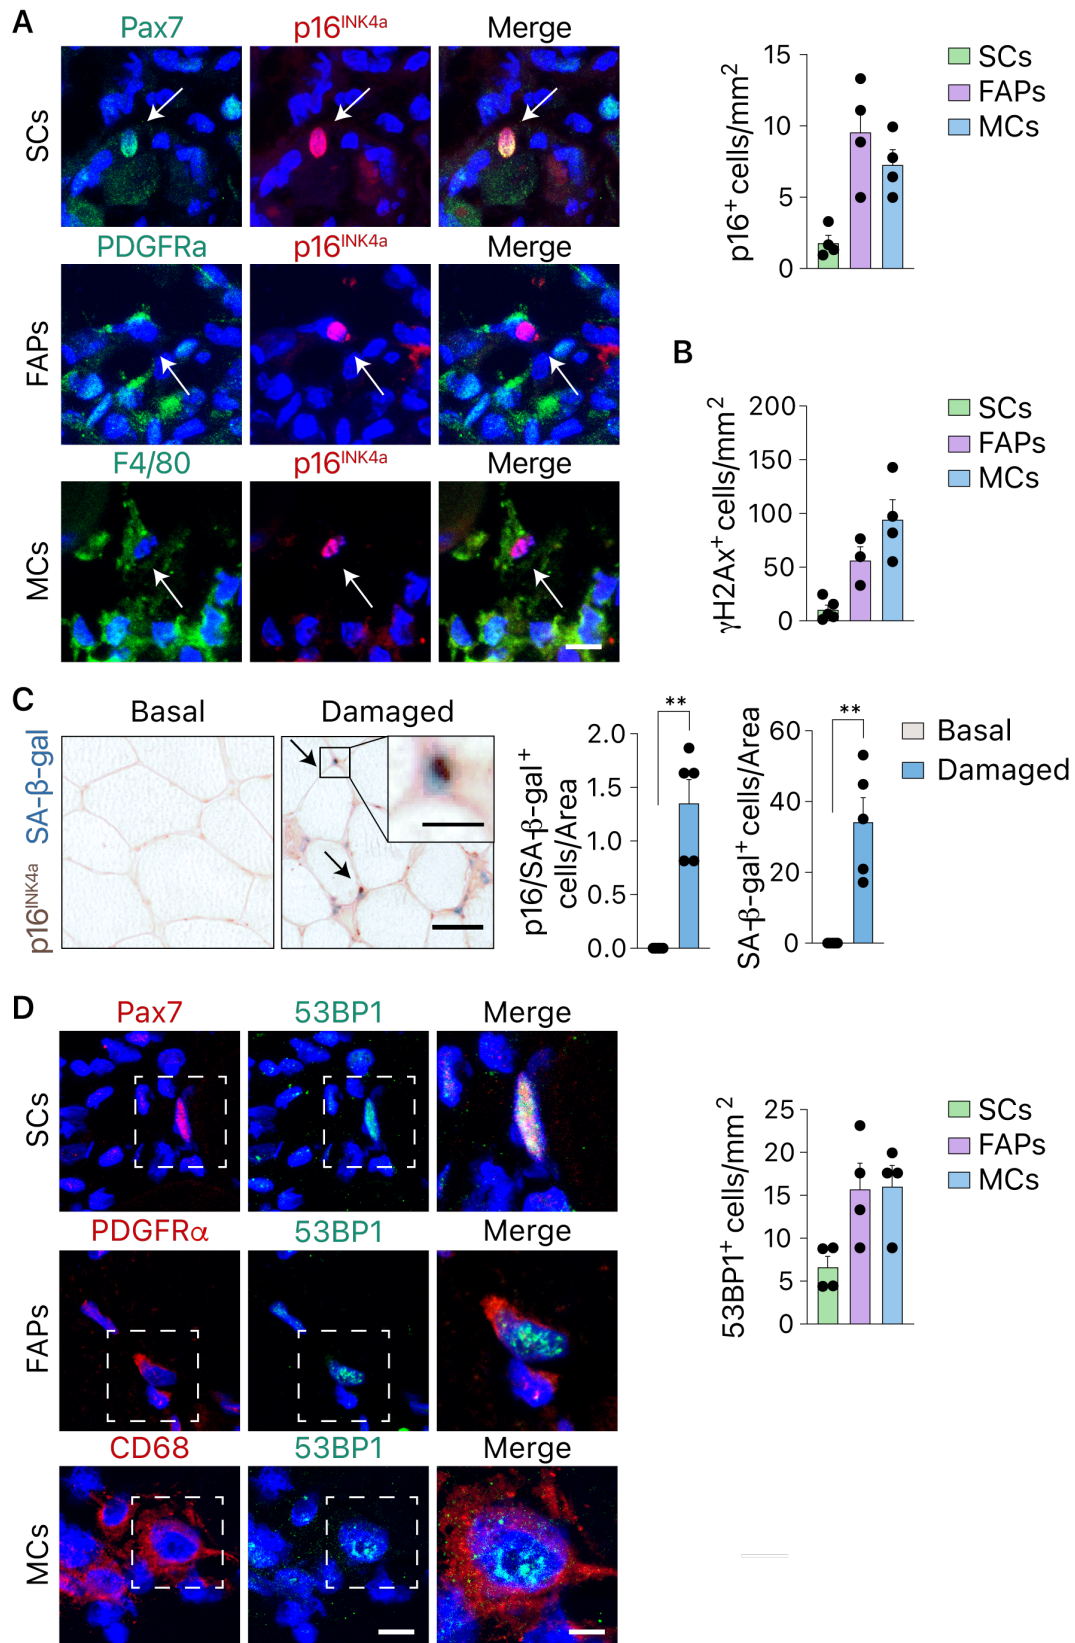 A
Pax7 p16INK4a Merge
SCs
PDGFRa p16INK4a Merge
FAPs
F4/80 p16INK4a Merge
MCs
p16+ cells/mm2
15
10
5
0
SCs
FAPs
MCs
B
γH2Ax+ cells/mm2
200
150
100
50
0
SCs
FAPs
MCs
C
Basal Damaged
p16INK4a SA-β-gal
p16/SA-β-gal+
cells/Area
2.0
1.5
1.0
0.5
0.0
**
SA-β-gal+ cells/Area
60
40
20
0
**
Basal
Damaged
D
Pax7 53BP1 Merge
SCs
PDGFRα 53BP1 Merge
FAPs
CD68 53BP1 Merge
MCs
53BP1+ cells/mm2
25
20
15
10
5
0
SCs
FAPs
MCs